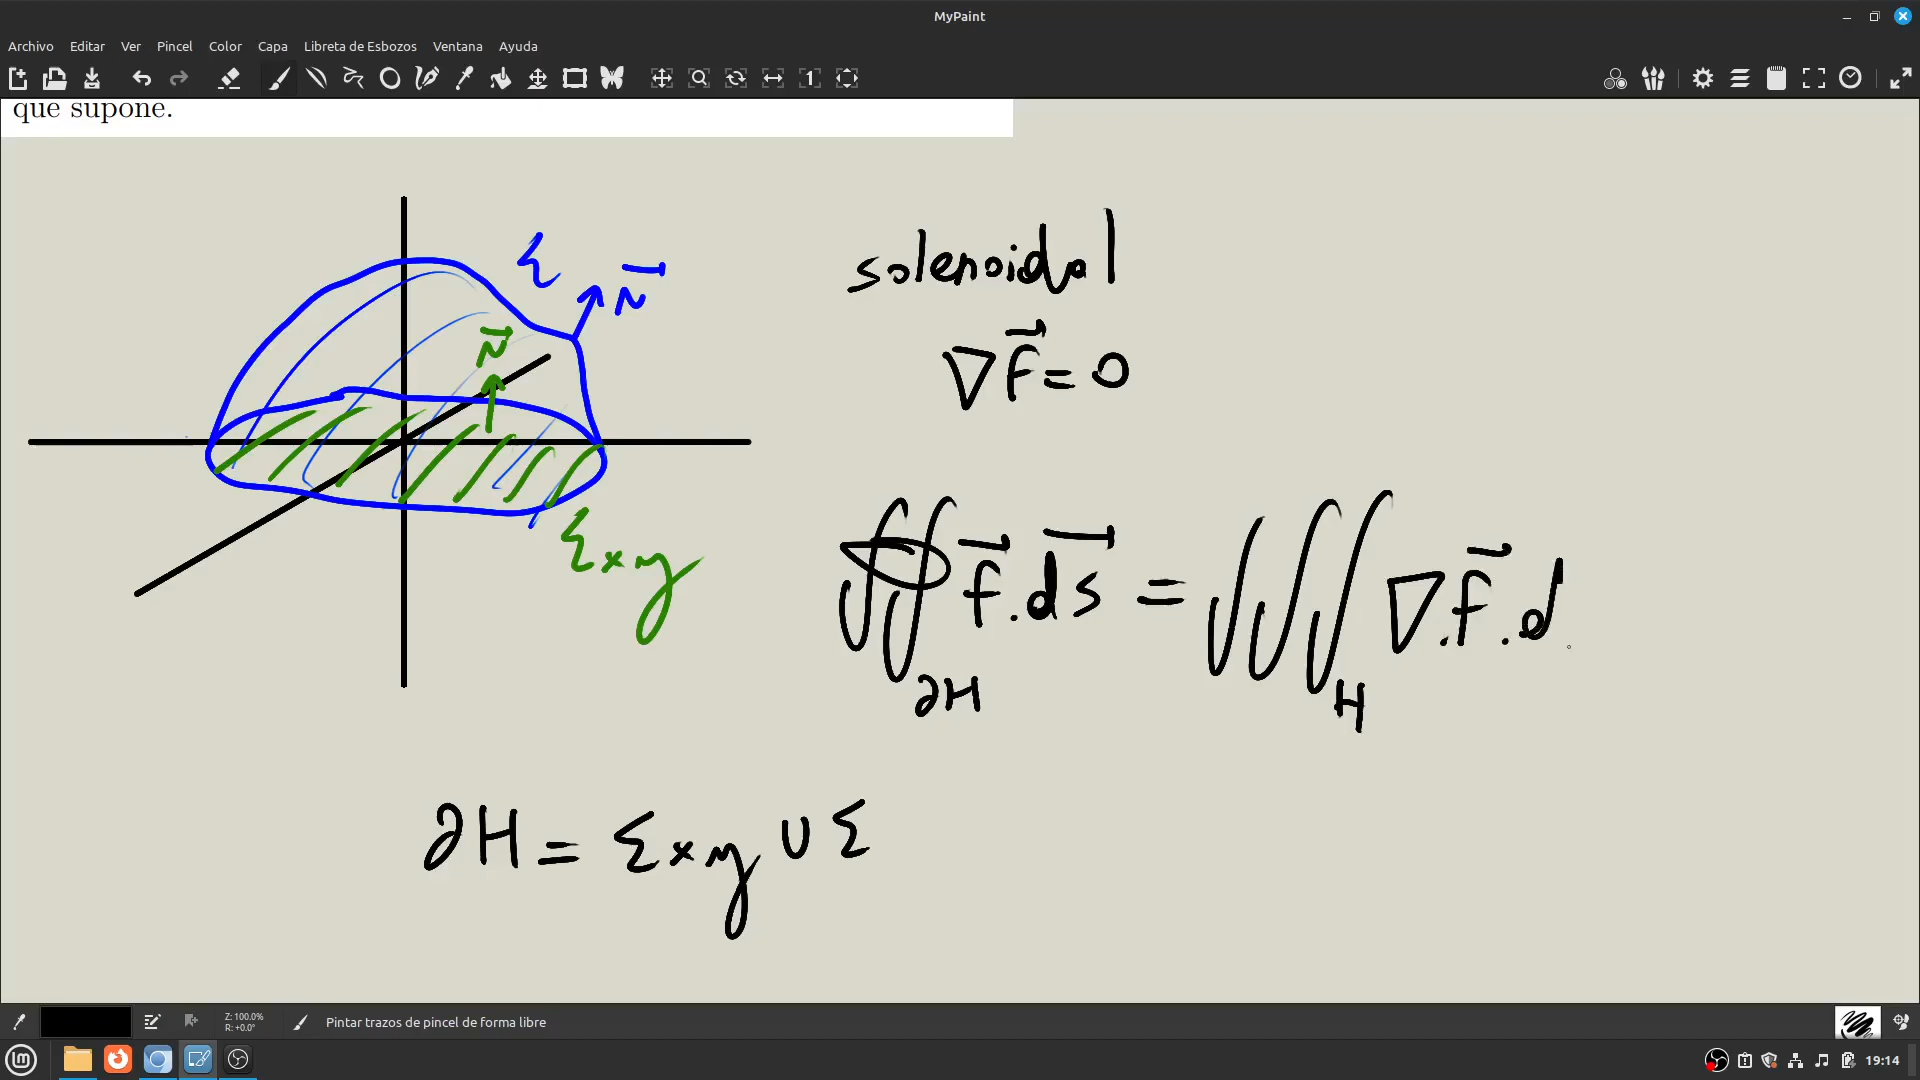 MyPaint
Archivo Editar Ver Pincel Color Capa Libreta de Esbozos Ventana Ayuda
que supone.
Σ N⃗
N⃗
Σxy
solenoidal
∇F⃗=0
∯∂H F⃗.dS⃗ = ∭H ∇.F⃗.d
∂H = Σxy ∪ Σ
Z: 100.0%
R: +0.0°
Pintar trazos de pincel de forma libre
19:14